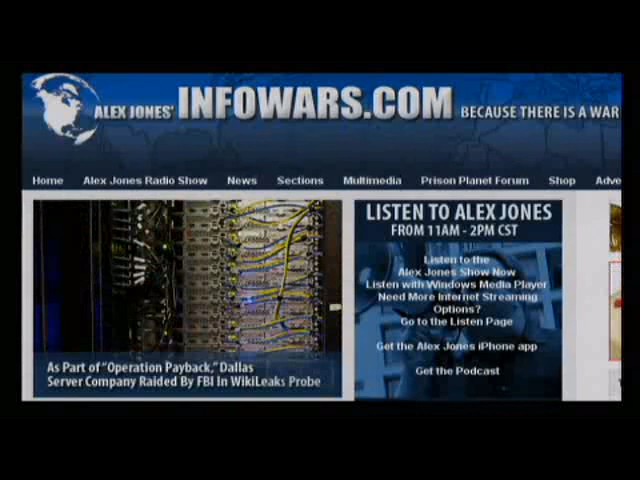 ALEX JONES' INFOWARS.COM BECAUSE THERE IS A WAR
Home Alex Jones Radio Show News Sections Multimedia Prison Planet Forum Shop Adve
LISTEN TO ALEX JONES
FROM 11AM - 2PM CST
Listen to the
Alex Jones Show Now
Listen with Windows Media Player
Need More Internet Streaming
Options?
Go to the Listen Page
Get the Alex Jones iPhone app
Get the Podcast
As Part of "Operation Payback," Dallas
Server Company Raided By FBI In WikiLeaks Probe